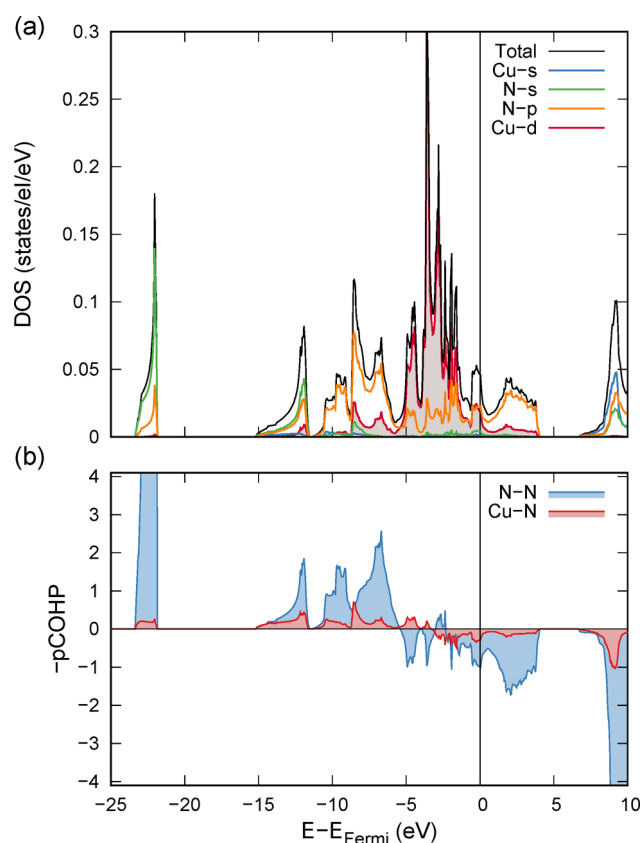 (a)
0.3
0.25
0.2
0.15
0.1
0.05
0
DOS (states/el/eV)
Total
Cu−s
N−s
N−p
Cu−d
(b)
4
3
2
1
0
−1
−2
−3
−4
−pCOHP
N−N
Cu−N
−25 −20 −15 −10 −5 0 5 10
E−E_Fermi (eV)